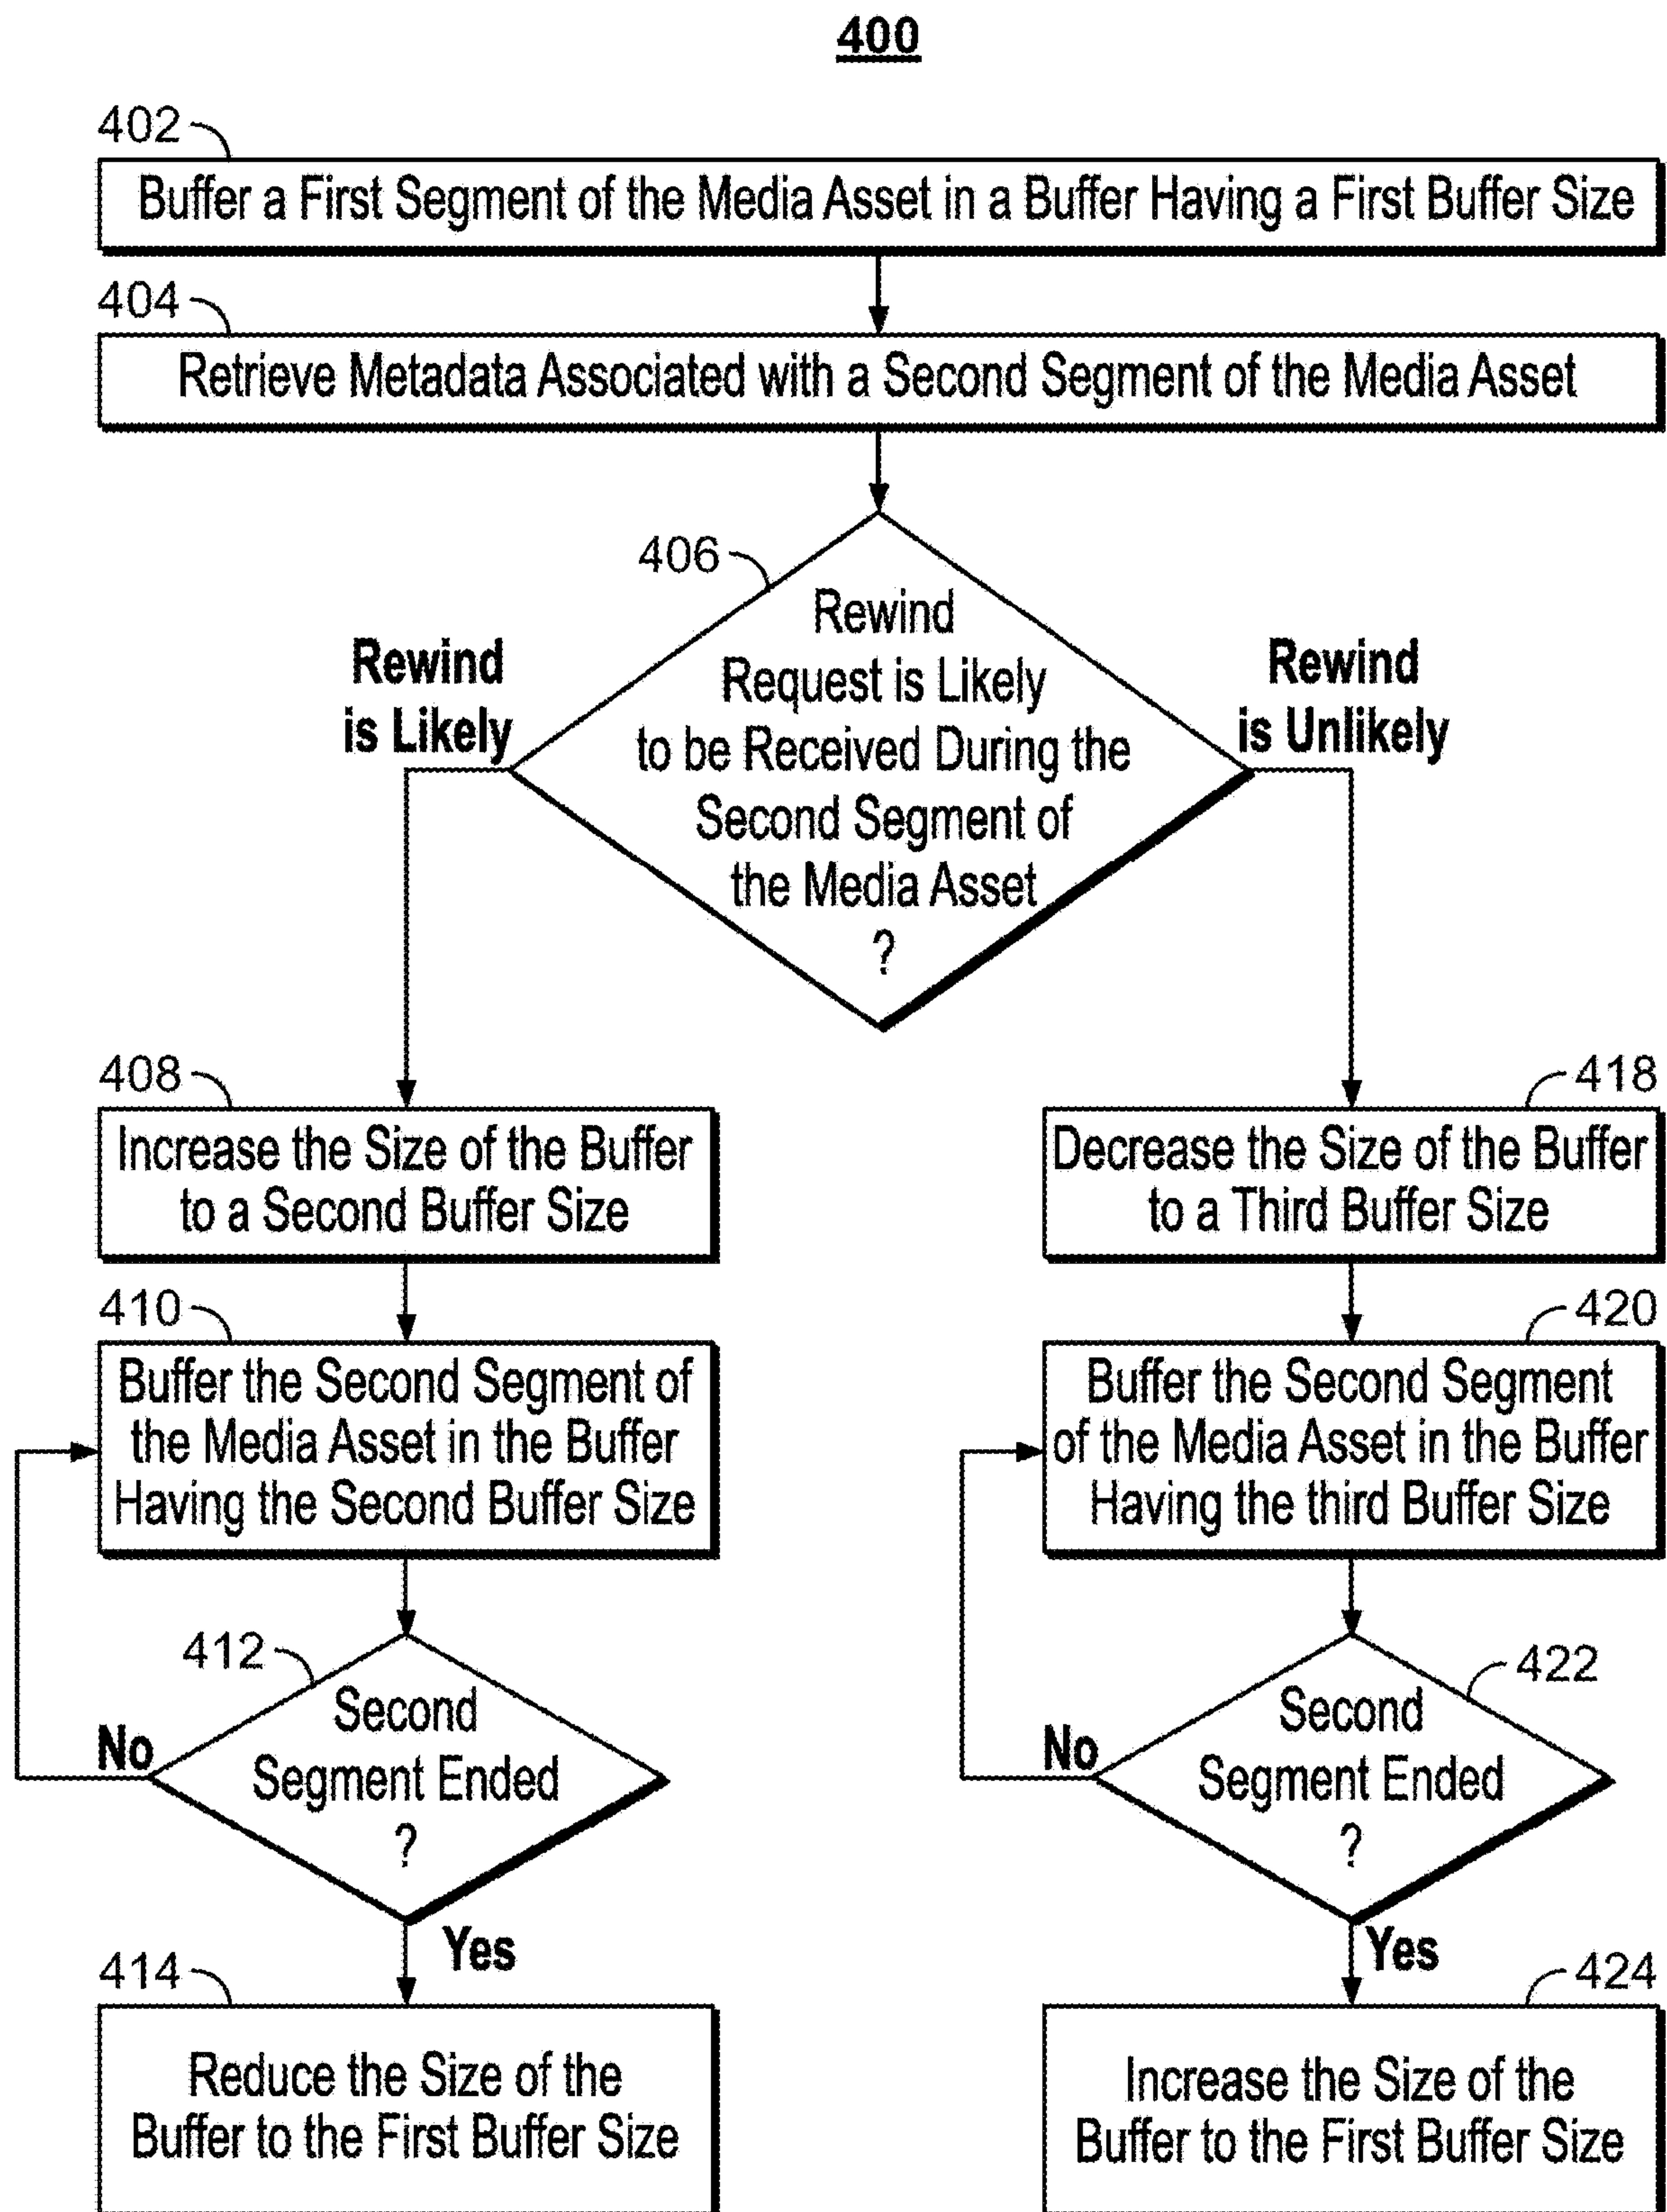 400
402
Buffer a First Segment of the Media Asset in a Buffer Having a First Buffer Size
404
Retrieve Metadata Associated with a Second Segment of the Media Asset
406
Rewind
Request is Likely
to be Received During the
Second Segment of
the Media Asset
?
Rewind
is Likely
Rewind
is Unlikely
408
Increase the Size of the Buffer
to a Second Buffer Size
410
Buffer the Second Segment of
the Media Asset in the Buffer
Having the Second Buffer Size
412
Second
Segment Ended
?
No
Yes
414
Reduce the Size of the
Buffer to the First Buffer Size
418
Decrease the Size of the Buffer
to a Third Buffer Size
420
Buffer the Second Segment
of the Media Asset in the Buffer
Having the third Buffer Size
422
Second
Segment Ended
?
No
Yes
424
Increase the Size of the
Buffer to the First Buffer Size